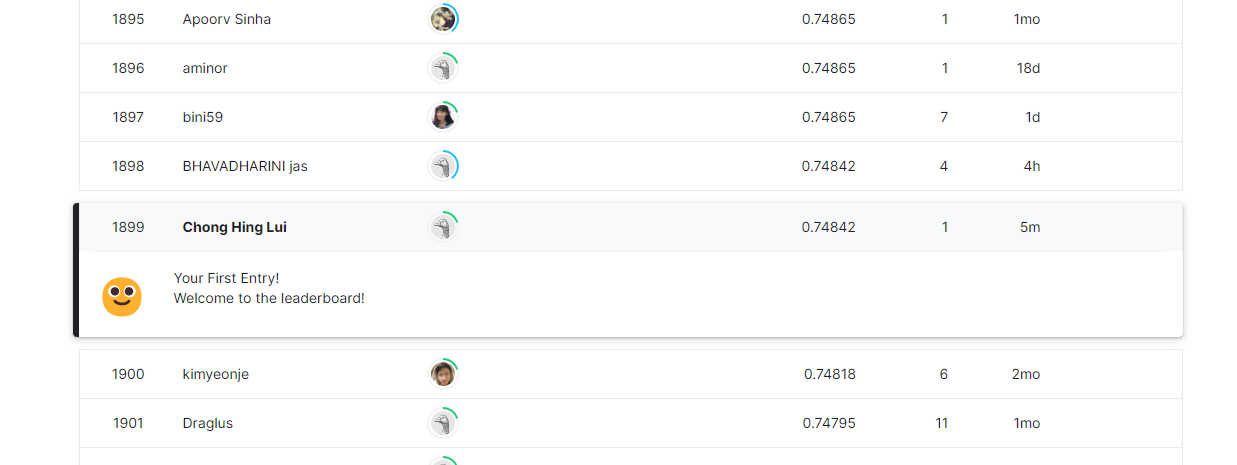 1895 Apoorv Sinha 0.74865 1 1mo
1896 aminor 0.74865 1 18d
1897 bini59 0.74865 7 1d
1898 BHAVADHARINI jas 0.74842 4 4h
1899 Chong Hing Lui 0.74842 1 5m
Your First Entry!
Welcome to the leaderboard!
1900 kimyeonje 0.74818 6 2mo
1901 Draglus 0.74795 11 1mo